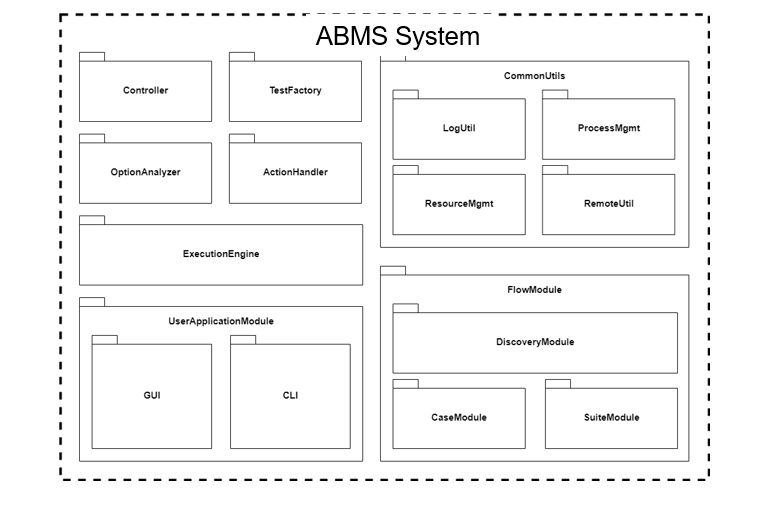 ABMS System
Controller
TestFactory
OptionAnalyzer
ActionHandler
ExecutionEngine
UserApplicationModule
GUI
CLI
CommonUtils
LogUtil
ProcessMgmt
ResourceMgmt
RemoteUtil
FlowModule
DiscoveryModule
CaseModule
SuiteModule